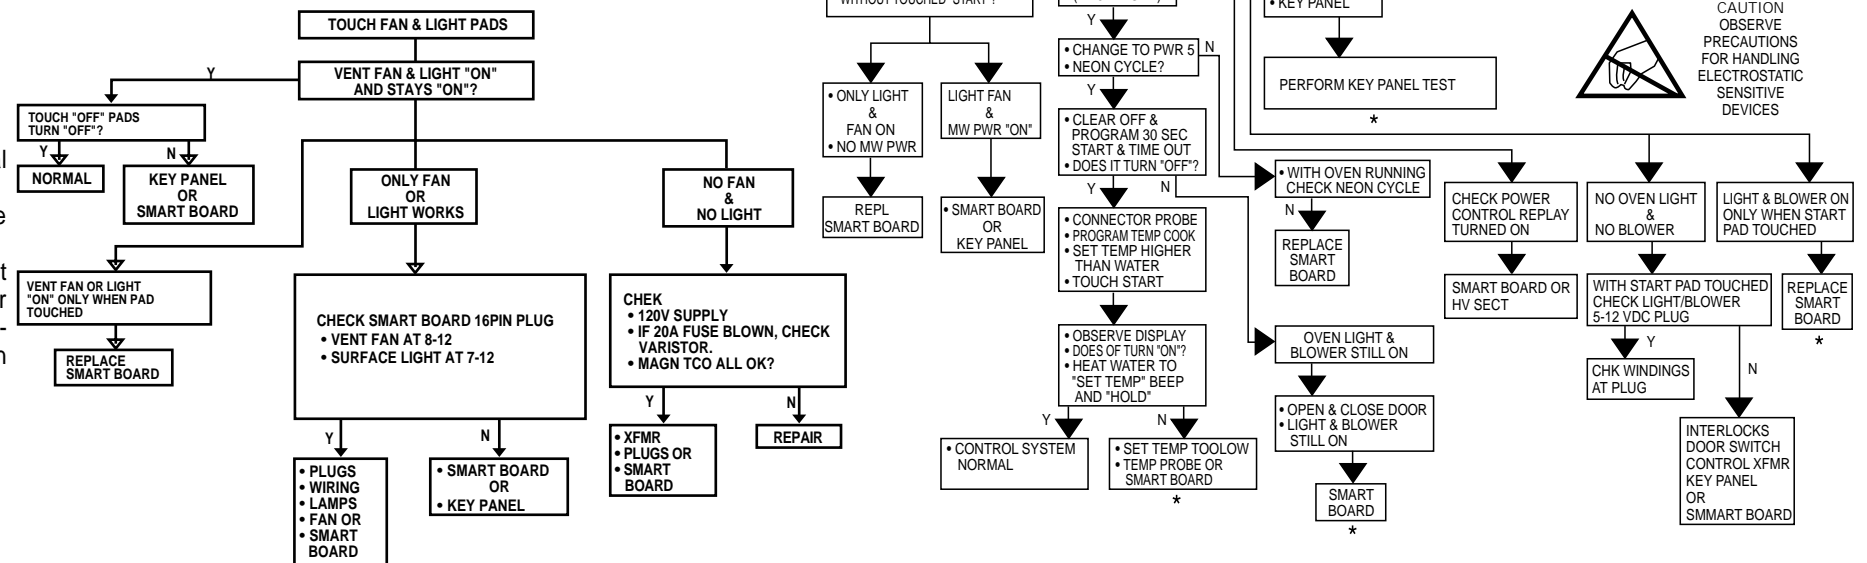 TOUCH FAN & LIGHT PADS
VENT FAN & LIGHT "ON"
AND STAYS "ON"?
Y
TOUCH "OFF" PADS
TURN "OFF"?
Y
N
NORMAL
KEY PANEL
OR
SMART BOARD
ONLY FAN
OR
LIGHT WORKS
NO FAN
&
NO LIGHT
VENT FAN OR LIGHT
"ON" ONLY WHEN PAD
TOUCHED
REPLACE
SMART BOARD
CHECK SMART BOARD 16PIN PLUG
• VENT FAN AT 8-12
• SURFACE LIGHT AT 7-12
Y
N
• PLUGS
• WIRING
• LAMPS
• FAN OR
• SMART
BOARD
• SMART BOARD
OR
• KEY PANEL
CHEK
• 120V SUPPLY
• IF 20A FUSE BLOWN, CHECK
VARISTOR.
• MAGN TCO ALL OK?
Y
N
• XFMR
• PLUGS OR
• SMART
BOARD
REPAIR
WITHOUT TOUCHED "START"?
• ONLY LIGHT
&
FAN ON
• NO MW PWR
LIGHT FAN
&
MW PWR "ON"
REPL
SMART BOARD
• SMART BOARD
OR
KEY PANEL
Y
• CHANGE TO PWR 5
• NEON CYCLE?
N
Y
• CLEAR OFF &
PROGRAM 30 SEC
START & TIME OUT
• DOES IT TURN "OFF"?
Y
N
• CONNECTOR PROBE
• PROGRAM TEMP COOK
• SET TEMP HIGHER
THAN WATER
• TOUCH START
• OBSERVE DISPLAY
• DOES OF TURN "ON"?
• HEAT WATER TO
"SET TEMP" BEEP
AND "HOLD"
Y
N
• CONTROL SYSTEM
NORMAL
• SET TEMP TOOLOW
• TEMP PROBE OR
SMART BOARD
*
• KEY PANEL
PERFORM KEY PANEL TEST
*
• WITH OVEN RUNNING
CHECK NEON CYCLE
N
REPLACE
SMART
BOARD
OVEN LIGHT &
BLOWER STILL ON
• OPEN & CLOSE DOOR
• LIGHT & BLOWER
STILL ON
SMART
BOARD
*
CAUTION
OBSERVE
PRECAUTIONS
FOR HANDLING
ELECTROSTATIC
SENSITIVE
DEVICES
CHECK POWER
CONTROL REPLAY
TURNED ON
SMART BOARD OR
HV SECT
NO OVEN LIGHT
&
NO BLOWER
WITH START PAD TOUCHED
CHECK LIGHT/BLOWER
5-12 VDC PLUG
Y
N
CHK WINDINGS
AT PLUG
INTERLOCKS
DOOR SWITCH
CONTROL XFMR
KEY PANEL
OR
SMMART BOARD
LIGHT & BLOWER ON
ONLY WHEN START
PAD TOUCHED
REPLACE
SMART
BOARD
*